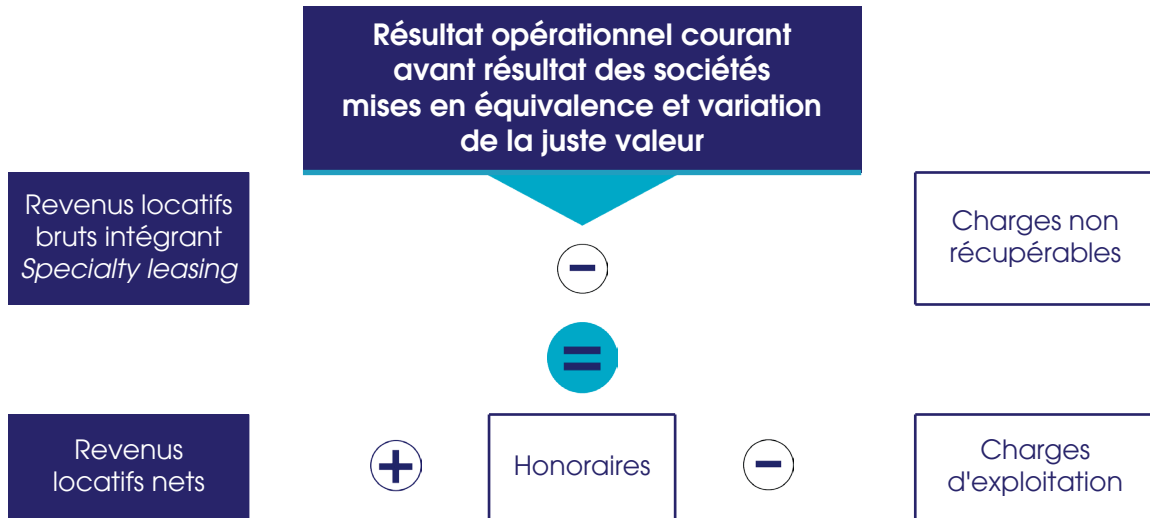 Résultat opérationnel courant
avant résultat des sociétés
mises en équivalence et variation
de la juste valeur
Revenus locatifs
bruts intégrant
Specialty leasing
−
Charges non
récupérables
=
Revenus
locatifs nets
+
Honoraires
−
Charges
d'exploitation